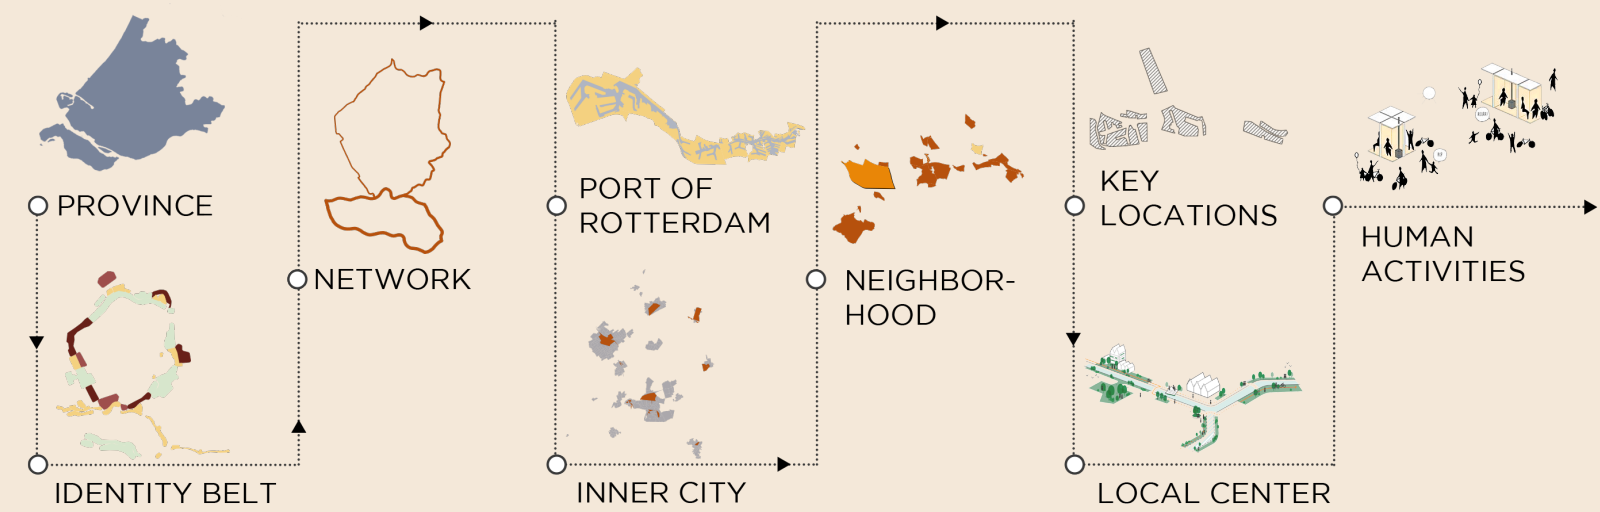 PROVINCE
IDENTITY BELT
NETWORK
PORT OF
ROTTERDAM
INNER CITY
NEIGHBOR-
HOOD
KEY
LOCATIONS
LOCAL CENTER
HUMAN
ACTIVITIES